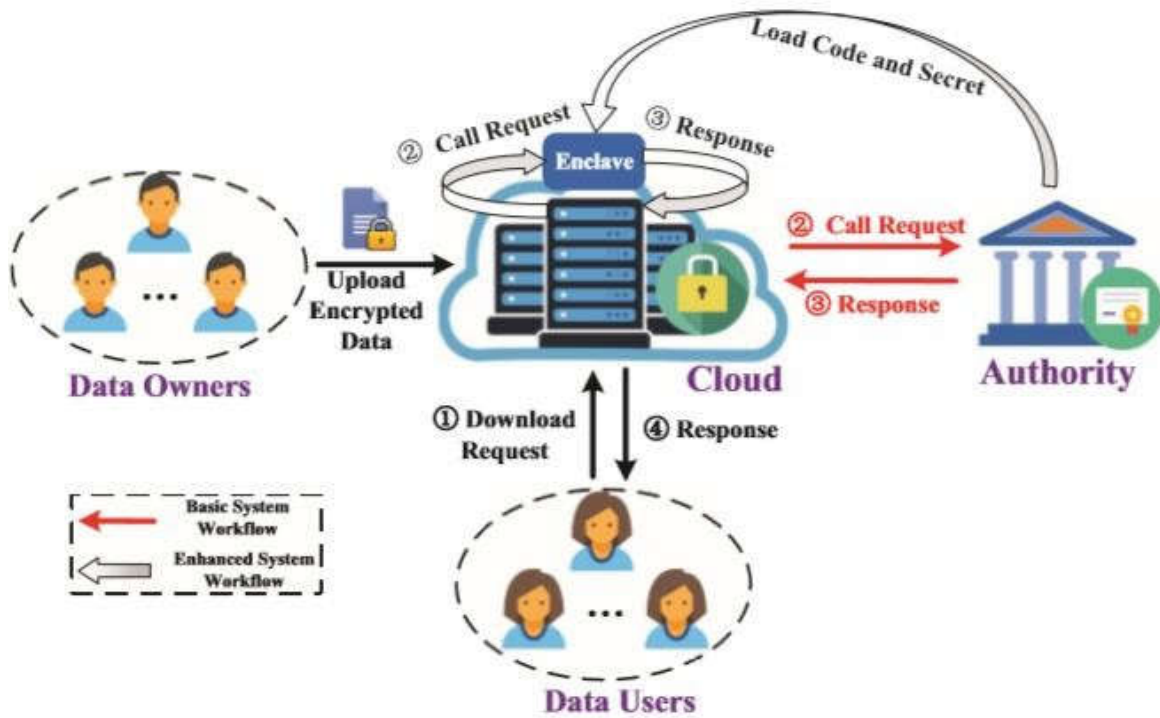 Load Code and Secret
② Call Request
③ Response
Enclave
② Call Request
③ Response
Upload
Encrypted
Data
Data Owners
Cloud
Authority
① Download
Request
④ Response
Basic System
Workflow
Enhanced System
Workflow
...
...
Data Users